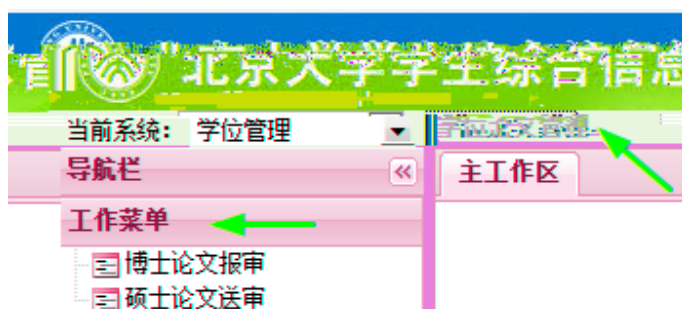 北京大学学生综合信息
当前系统: 学位管理
导航栏
主工作区
工作菜单
博士论文报审
硕士论文送审